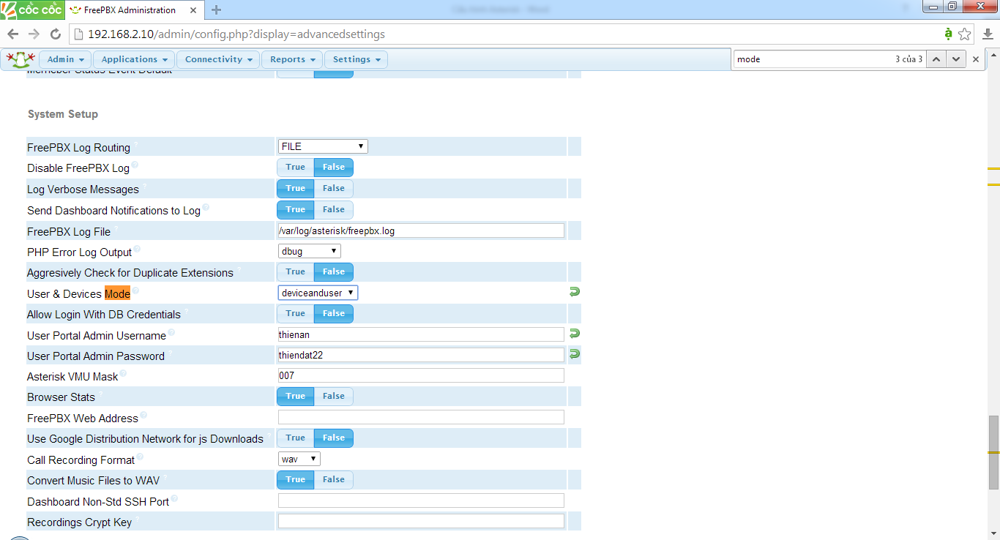 CỐC CỐC FreePBX Administration
192.168.2.10/admin/config.php?display=advancedsettings
Admin Applications Connectivity Reports Settings mode 3 của 3
Memeber Status Event Default
System Setup
FreePBX Log Routing FILE
Disable FreePBX Log True False
Log Verbose Messages True False
Send Dashboard Notifications to Log True False
FreePBX Log File /var/log/asterisk/freepbx.log
PHP Error Log Output dbug
Aggresively Check for Duplicate Extensions True False
User & Devices Mode deviceanduser
Allow Login With DB Credentials True False
User Portal Admin Username thienan
User Portal Admin Password thiendat22
Asterisk VMU Mask 007
Browser Stats True False
FreePBX Web Address
Use Google Distribution Network for js Downloads True False
Call Recording Format wav
Convert Music Files to WAV True False
Dashboard Non-Std SSH Port
Recordings Crypt Key